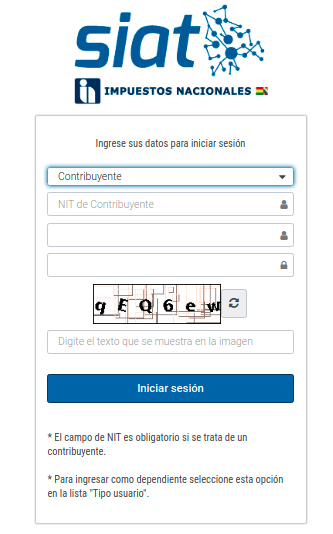 siat
IMPUESTOS NACIONALES
Ingrese sus datos para iniciar sesión
Contribuyente
NIT de Contribuyente
qEQ6ew
Digite el texto que se muestra en la imagen
Iniciar sesión
* El campo de NIT es obligatorio si se trata de un
contribuyente.
* Para ingresar como dependiente seleccione esta opción
en la lista "Tipo usuario".